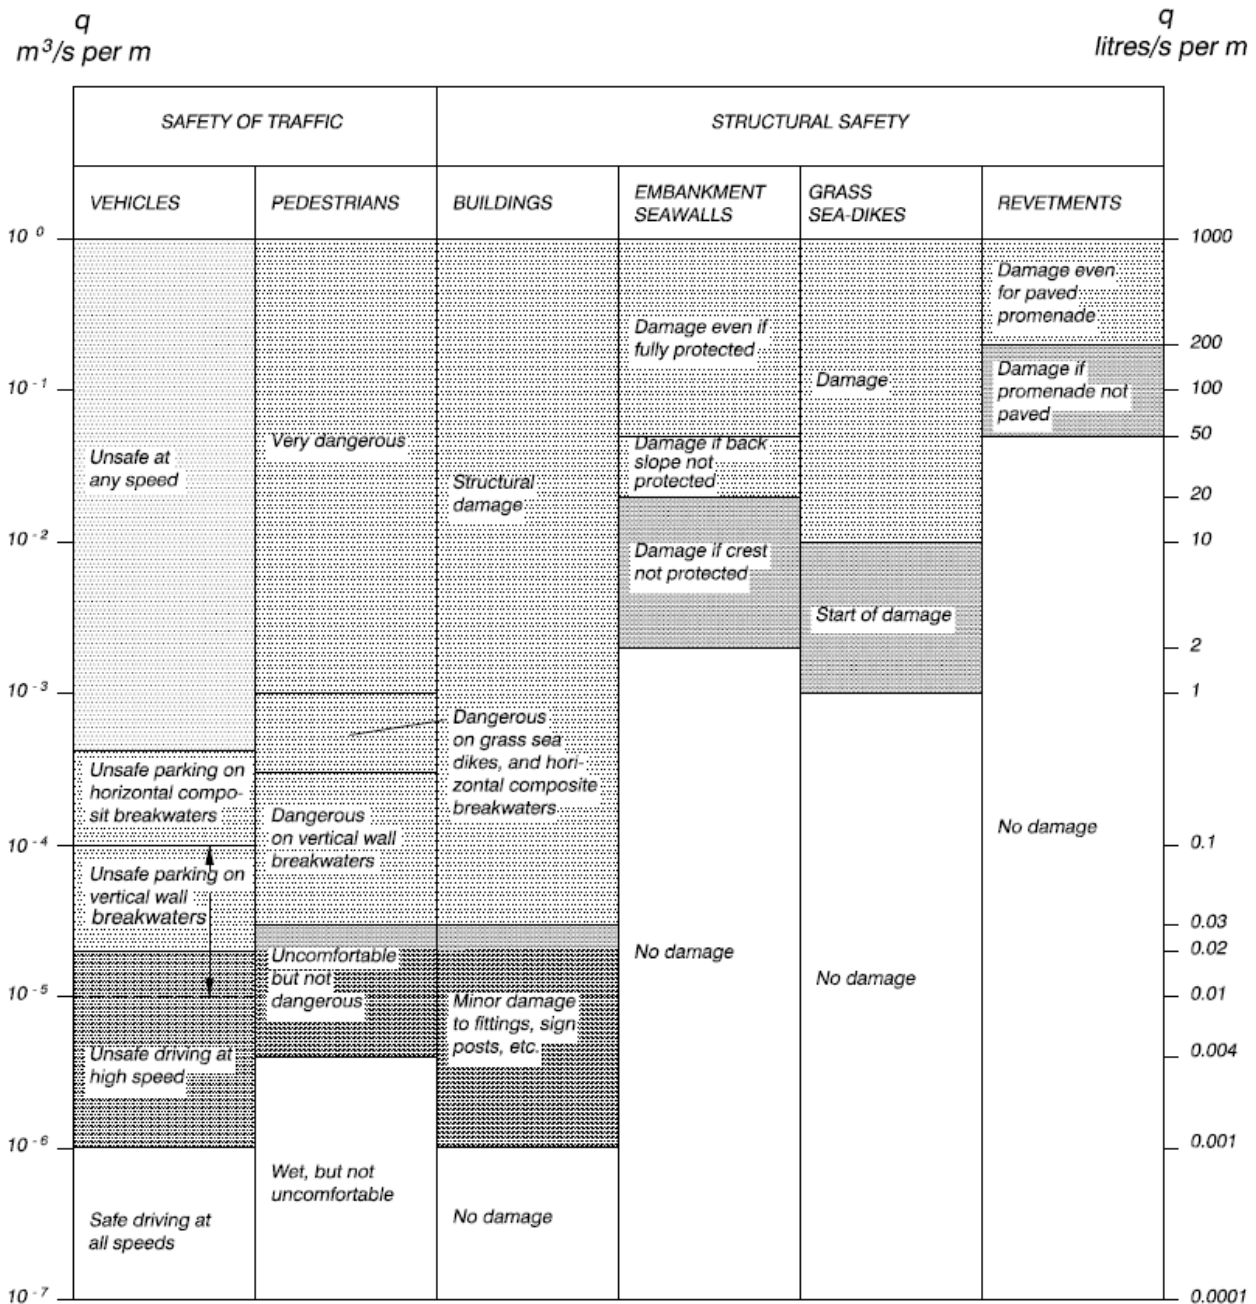 q
m³/s per m
q
litres/s per m
SAFETY OF TRAFFIC
STRUCTURAL SAFETY
VEHICLES
PEDESTRIANS
BUILDINGS
EMBANKMENT
SEAWALLS
GRASS
SEA-DIKES
REVETMENTS
10⁰
10⁻¹
10⁻²
10⁻³
10⁻⁴
10⁻⁵
10⁻⁶
10⁻⁷
Unsafe at
any speed
Unsafe parking on
horizontal compo-
sit breakwaters
Unsafe parking on
vertical wall
breakwaters
Unsafe driving at
high speed
Safe driving at
all speeds
Very dangerous
Dangerous
on grass sea
dikes, and hori-
zontal composite
breakwaters
Dangerous
on vertical wall
breakwaters
Uncomfortable
but not
dangerous
Wet, but not
uncomfortable
Structural
damage
Minor damage
to fittings, sign
posts, etc.
No damage
Damage even if
fully protected
Damage if back
slope not
protected
Damage if crest
not protected
No damage
Damage
Start of damage
No damage
Damage even
for paved
promenade
Damage if
promenade not
paved
No damage
1000
200
100
50
20
10
2
1
0.1
0.03
0.02
0.01
0.004
0.001
0.0001